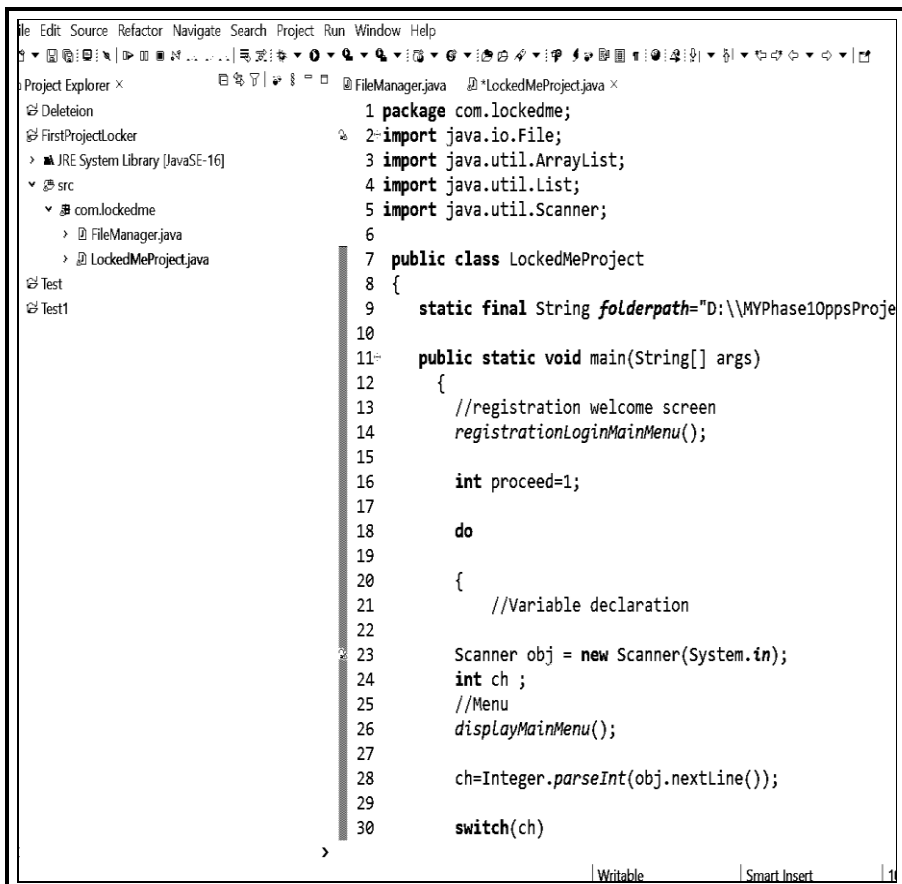 ile Edit Source Refactor Navigate Search Project Run Window Help
Project Explorer ×
Deleteion
FirstProjectLocker
JRE System Library [JavaSE-16]
src
com.lockedme
FileManager.java
LockedMeProject.java
Test
Test1
FileManager.java *LockedMeProject.java ×
1 package com.lockedme;
2 import java.io.File;
3 import java.util.ArrayList;
4 import java.util.List;
5 import java.util.Scanner;
6
7 public class LockedMeProject
8 {
9 static final String folderpath="D:\\MYPhase1OppsProje
10
11 public static void main(String[] args)
12 {
13 //registration welcome screen
14 registrationLoginMainMenu();
15
16 int proceed=1;
17
18 do
19
20 {
21 //Variable declaration
22
23 Scanner obj = new Scanner(System.in);
24 int ch ;
25 //Menu
26 displayMainMenu();
27
28 ch=Integer.parseInt(obj.nextLine());
29
30 switch(ch)
Writable Smart Insert